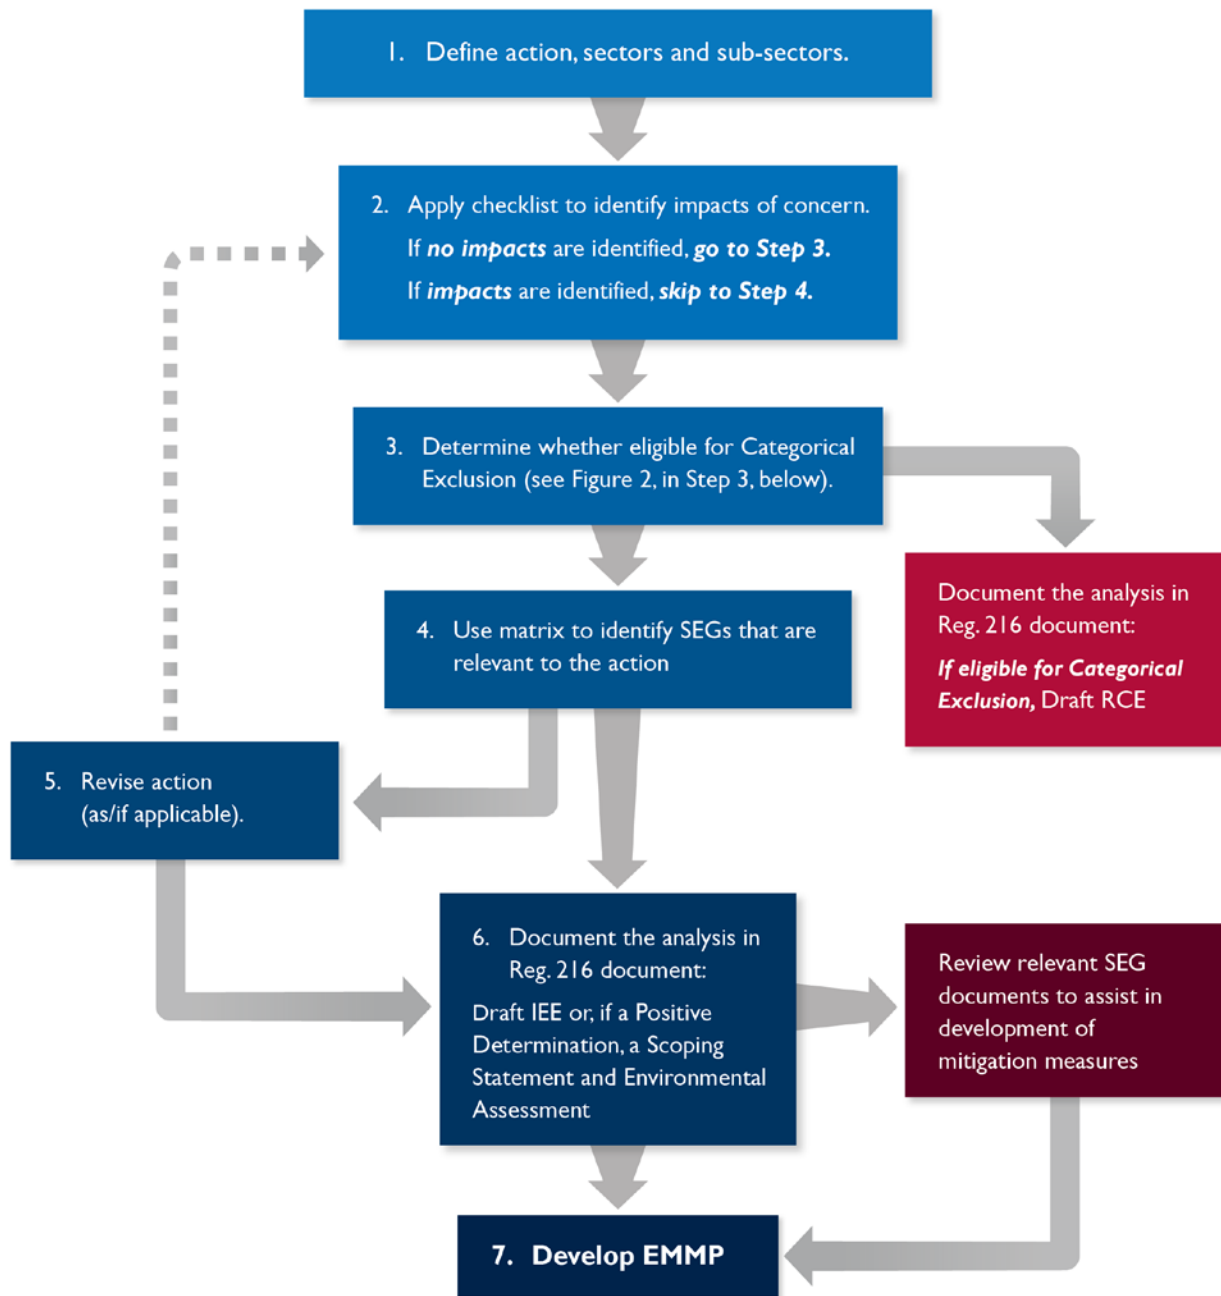 1. Define action, sectors and sub-sectors.
2. Apply checklist to identify impacts of concern.
If no impacts are identified, go to Step 3.
If impacts are identified, skip to Step 4.
3. Determine whether eligible for Categorical
Exclusion (see Figure 2, in Step 3, below).
Document the analysis in
Reg. 216 document:
If eligible for Categorical
Exclusion, Draft RCE
4. Use matrix to identify SEGs that are
relevant to the action
5. Revise action
(as/if applicable).
6. Document the analysis in
Reg. 216 document:
Draft IEE or, if a Positive
Determination, a Scoping
Statement and Environmental
Assessment
Review relevant SEG
documents to assist in
development of
mitigation measures
7. Develop EMMP